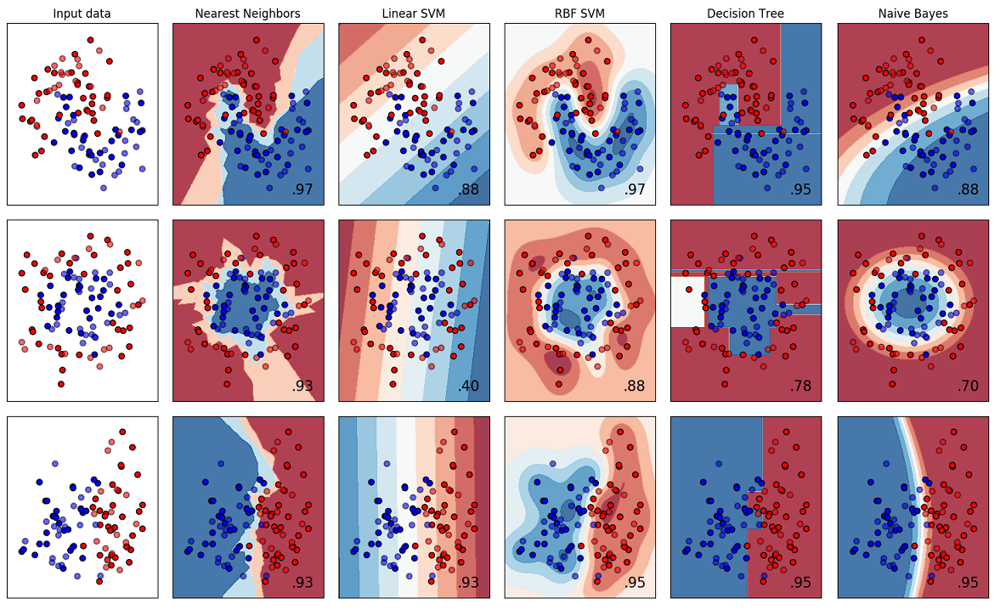 Input data Nearest Neighbors Linear SVM RBF SVM Decision Tree Naive Bayes
.97 .88 .97 .95 .88
.93 .40 .88 .78 .70
.93 .93 .95 .95 .95